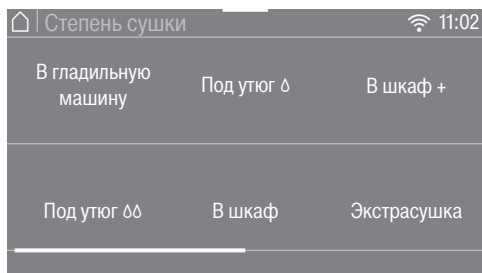 Степень сушки
11:02
В гладильную
машину
Под утюг
В шкаф +
Под утюг
В шкаф
Экстрасушка